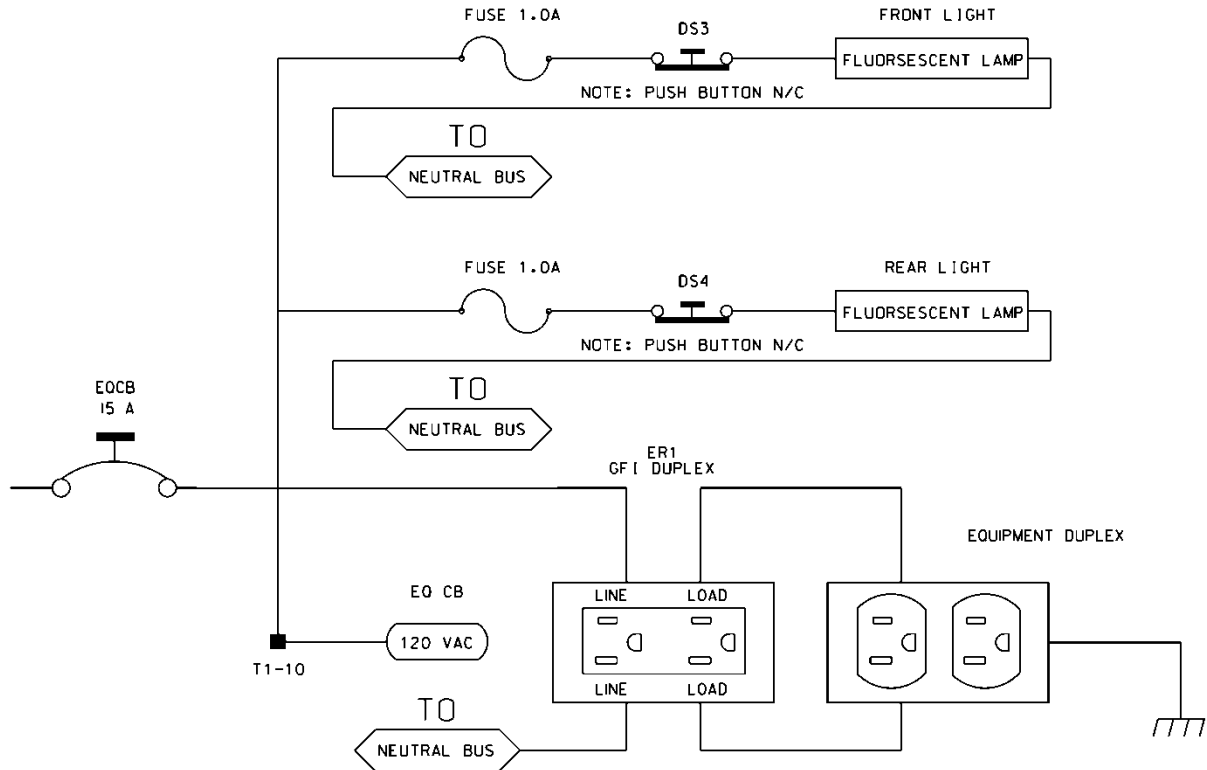 FUSE 1.0A
DS3
FRONT LIGHT
FLUORSESCENT LAMP
NOTE: PUSH BUTTON N/C
TO
NEUTRAL BUS
FUSE 1.0A
DS4
REAR LIGHT
FLUORSESCENT LAMP
NOTE: PUSH BUTTON N/C
TO
NEUTRAL BUS
EQCB
15 A
ER1
GFI DUPLEX
EQUIPMENT DUPLEX
LINE LOAD
EQ CB
120 VAC
T1-10
LINE LOAD
TO
NEUTRAL BUS